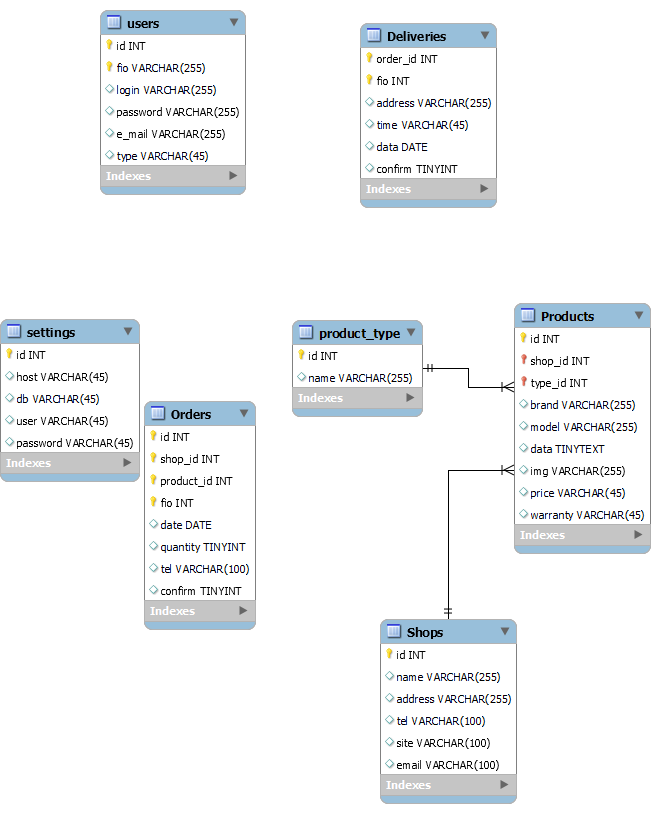 users
id INT
fio VARCHAR(255)
login VARCHAR(255)
password VARCHAR(255)
e_mail VARCHAR(255)
type VARCHAR(45)
Indexes
Deliveries
order_id INT
fio INT
address VARCHAR(255)
time VARCHAR(45)
data DATE
confirm TINYINT
Indexes
settings
id INT
host VARCHAR(45)
db VARCHAR(45)
user VARCHAR(45)
password VARCHAR(45)
Indexes
Orders
id INT
shop_id INT
product_id INT
fio INT
date DATE
quantity TINYINT
tel VARCHAR(100)
confirm TINYINT
Indexes
product_type
id INT
name VARCHAR(255)
Indexes
Products
id INT
shop_id INT
type_id INT
brand VARCHAR(255)
model VARCHAR(255)
data TINYTEXT
img VARCHAR(255)
price VARCHAR(45)
warranty VARCHAR(45)
Indexes
Shops
id INT
name VARCHAR(255)
address VARCHAR(255)
tel VARCHAR(100)
site VARCHAR(100)
email VARCHAR(100)
Indexes